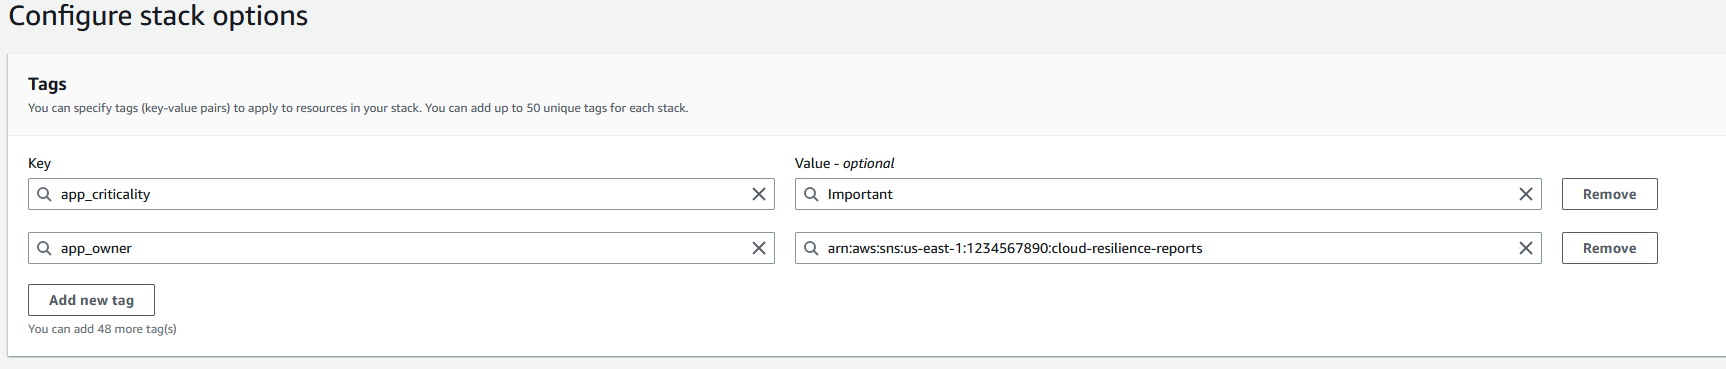 Configure stack options
Tags
You can specify tags (key-value pairs) to apply to resources in your stack. You can add up to 50 unique tags for each stack.
Key
Value - optional
app_criticality
Important
Remove
app_owner
arn:aws:sns:us-east-1:1234567890:cloud-resilience-reports
Remove
Add new tag
You can add 48 more tag(s)